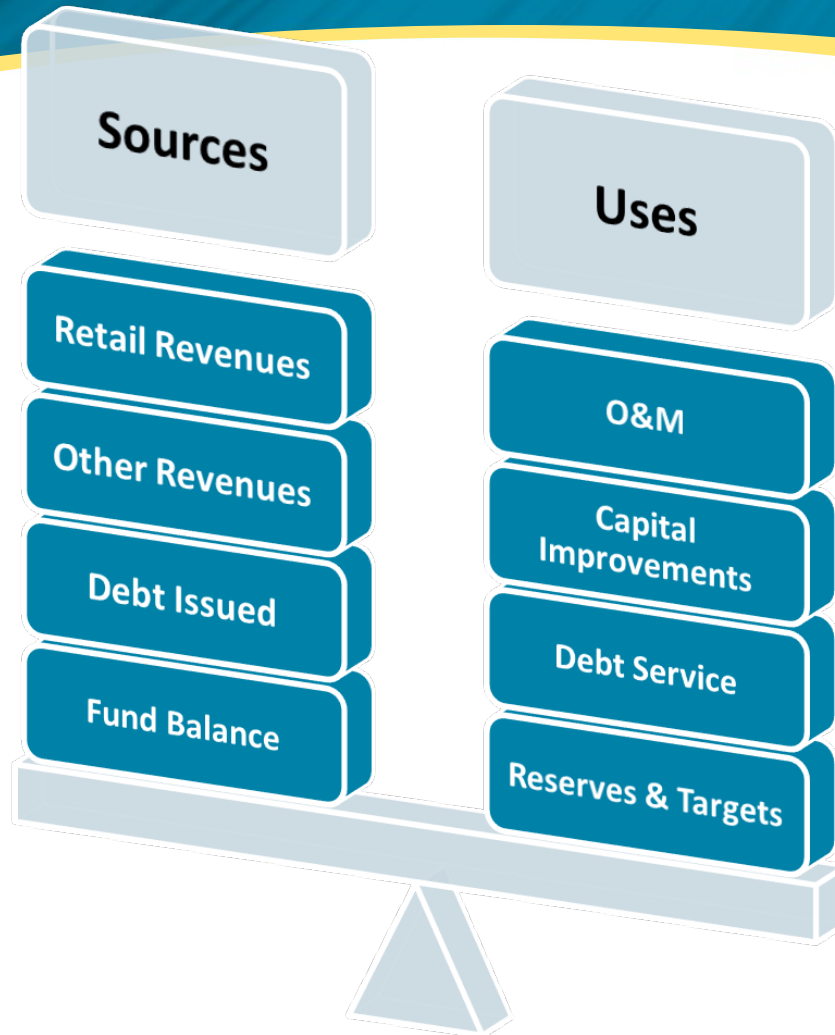 Sources
Retail Revenues
Other Revenues
Debt Issued
Fund Balance
Uses
O&M
Capital
Improvements
Debt Service
Reserves & Targets